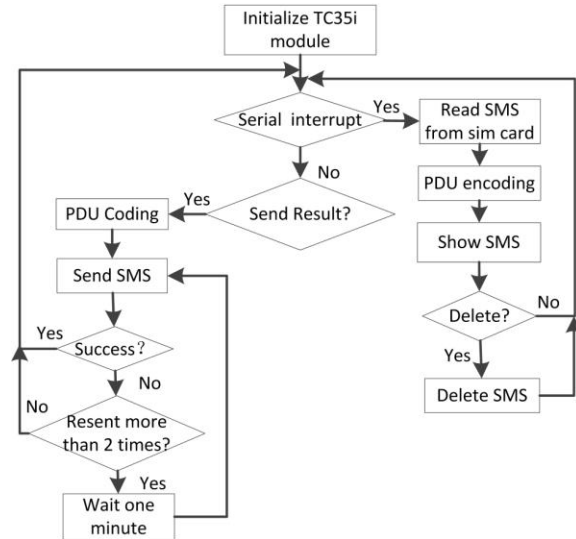 Initialize TC35i
module
Serial interrupt
Yes
Read SMS
from sim card
No
PDU encoding
Yes
Send Result?
PDU Coding
Show SMS
Send SMS
Delete?
No
Yes
Success?
Yes
No
Delete SMS
No
Resent more
than 2 times?
Yes
Wait one
minute